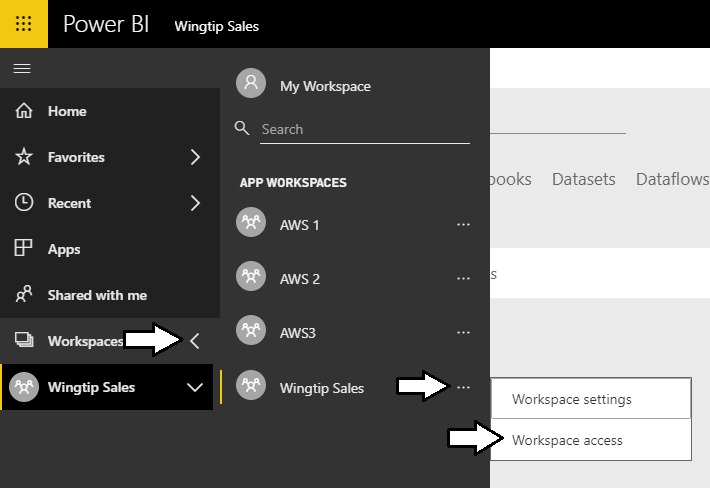 Power BI Wingtip Sales
Home
Favorites
Recent
Apps
Shared with me
Workspaces
Wingtip Sales
My Workspace
Search
APP WORKSPACES
AWS 1
AWS 2
AWS3
Wingtip Sales
books Datasets Dataflows
s
Workspace settings
Workspace access